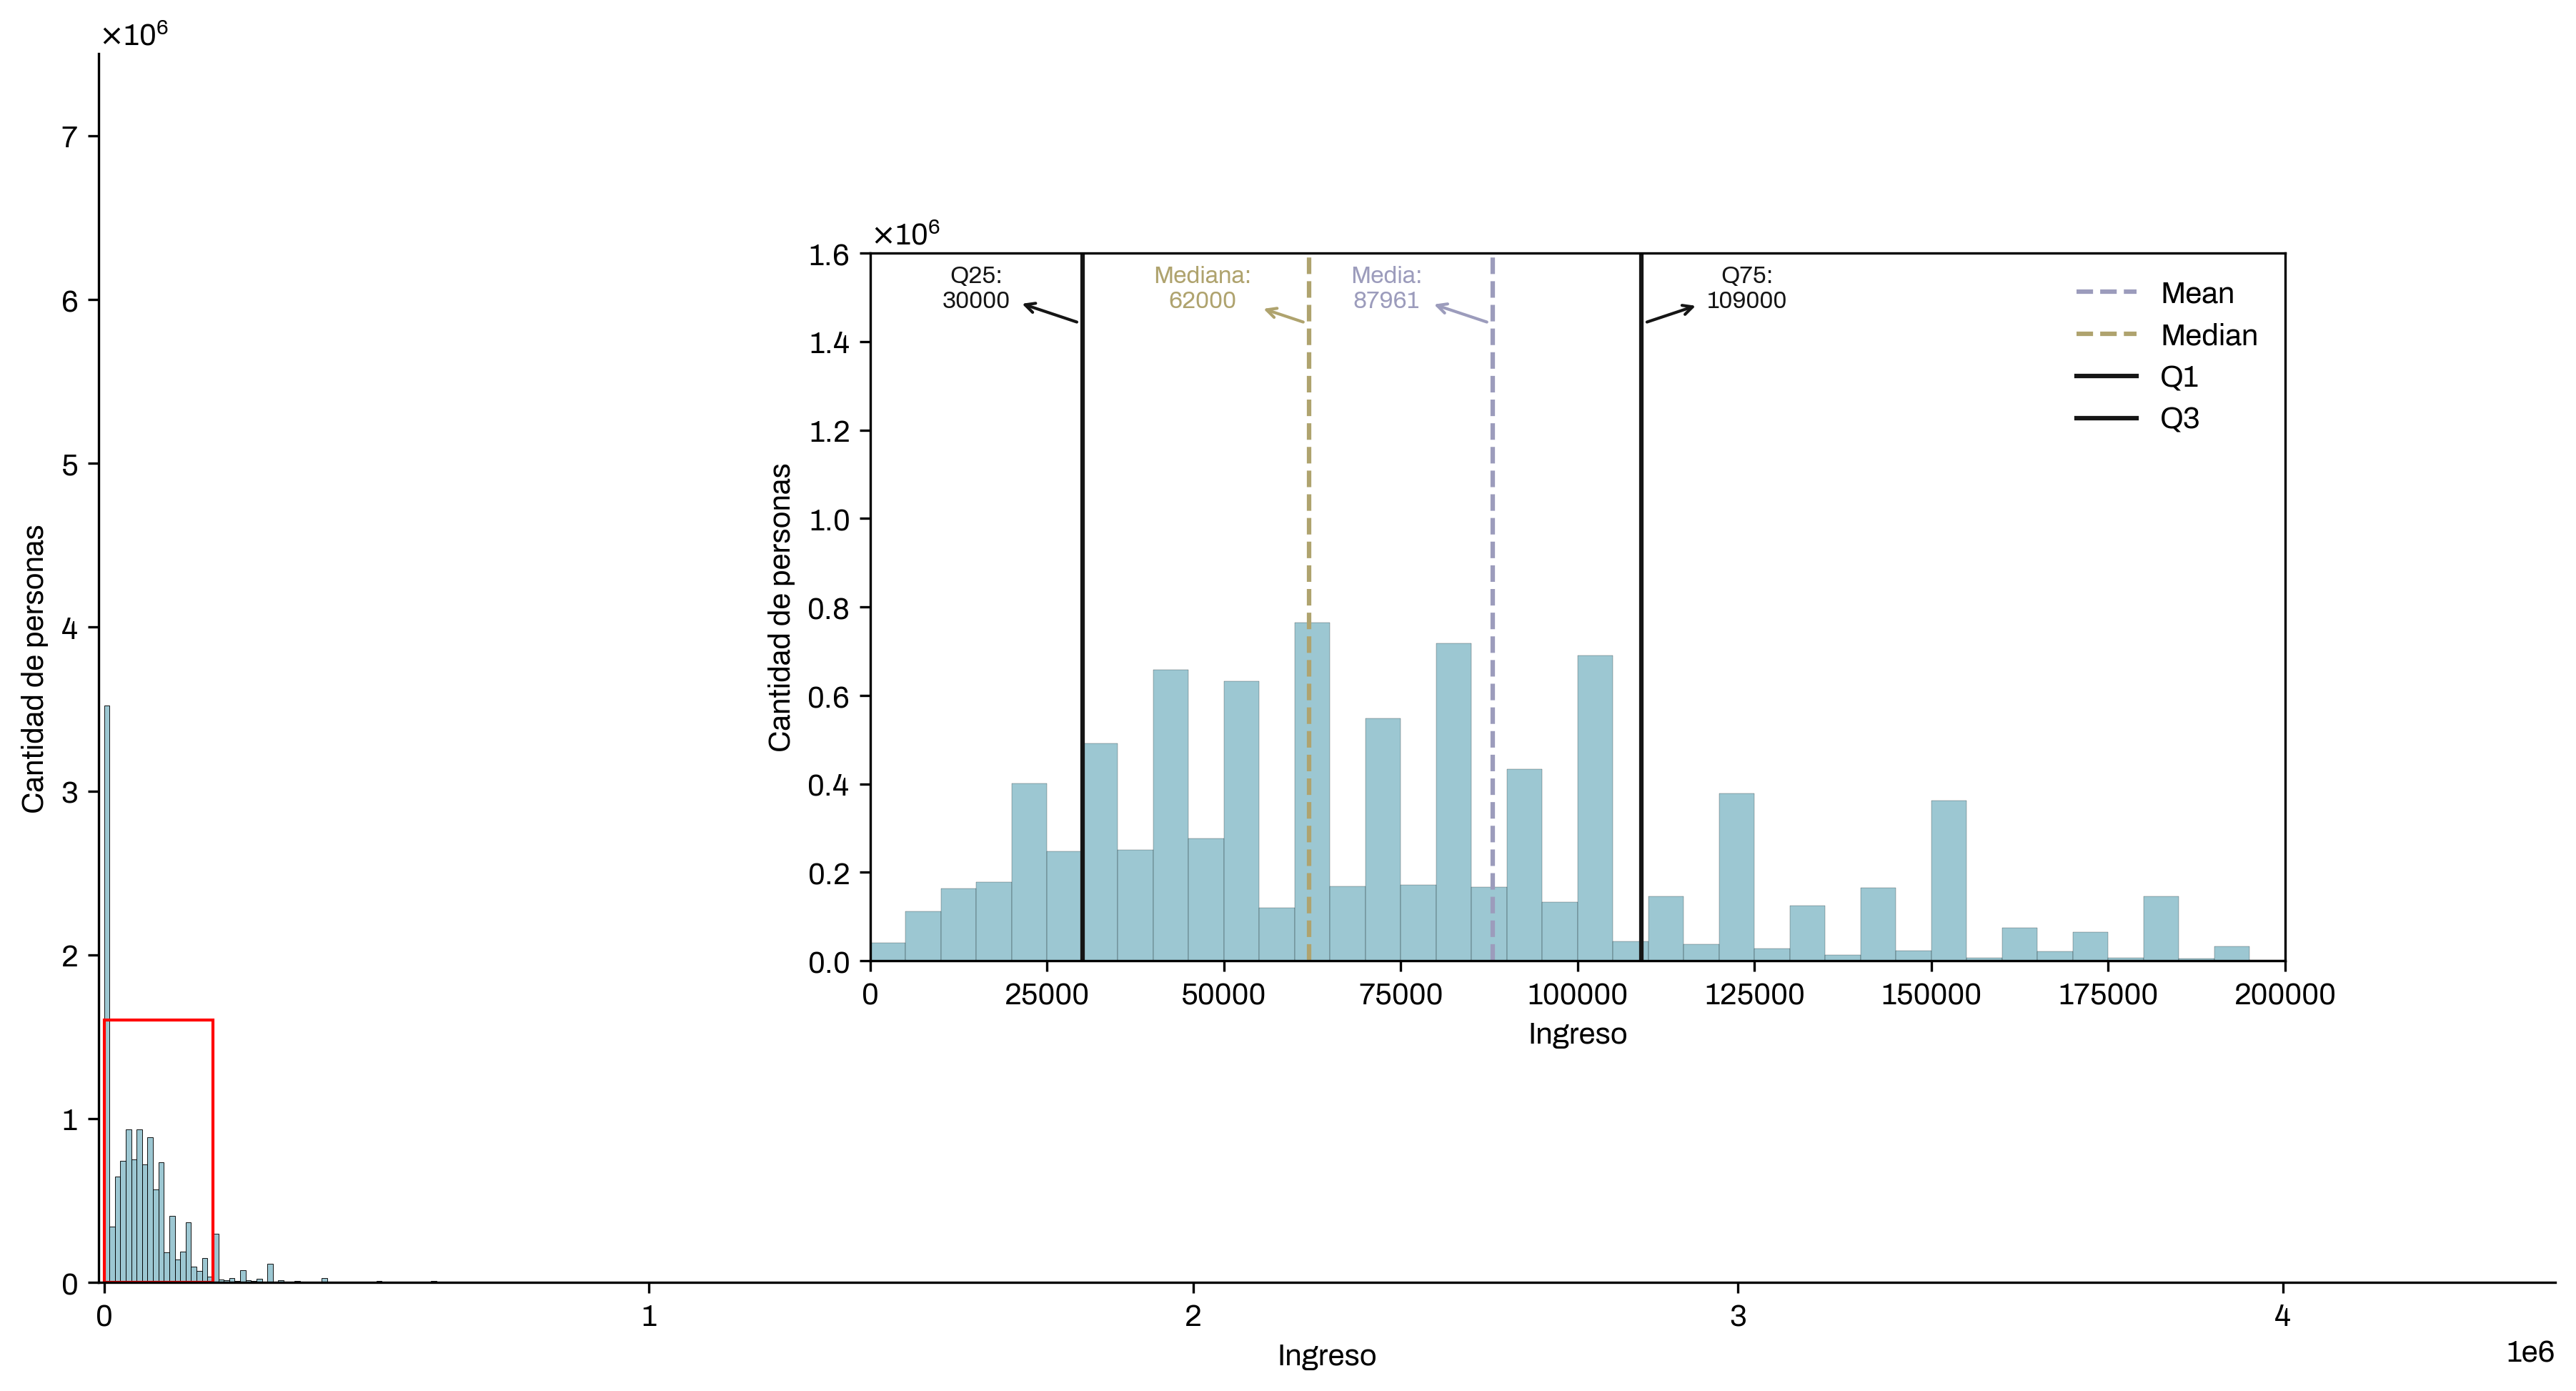 ×10⁶
7
6
5
4
3
2
1
0
Cantidad de personas
0
1
2
3
4
Ingreso
1e6
×10⁶
1.6
1.4
1.2
1.0
0.8
0.6
0.4
0.2
0.0
Cantidad de personas
Q25:
30000
Mediana:
62000
Media:
87961
Q75:
109000
Mean
Median
Q1
Q3
0
25000
50000
75000
100000
125000
150000
175000
200000
Ingreso